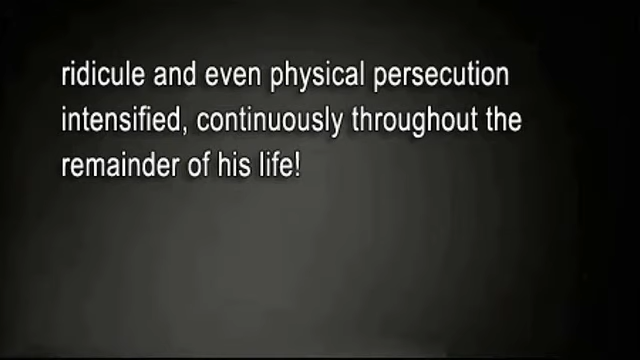 ridicule and even physical persecution
intensified, continuously throughout the
remainder of his life!